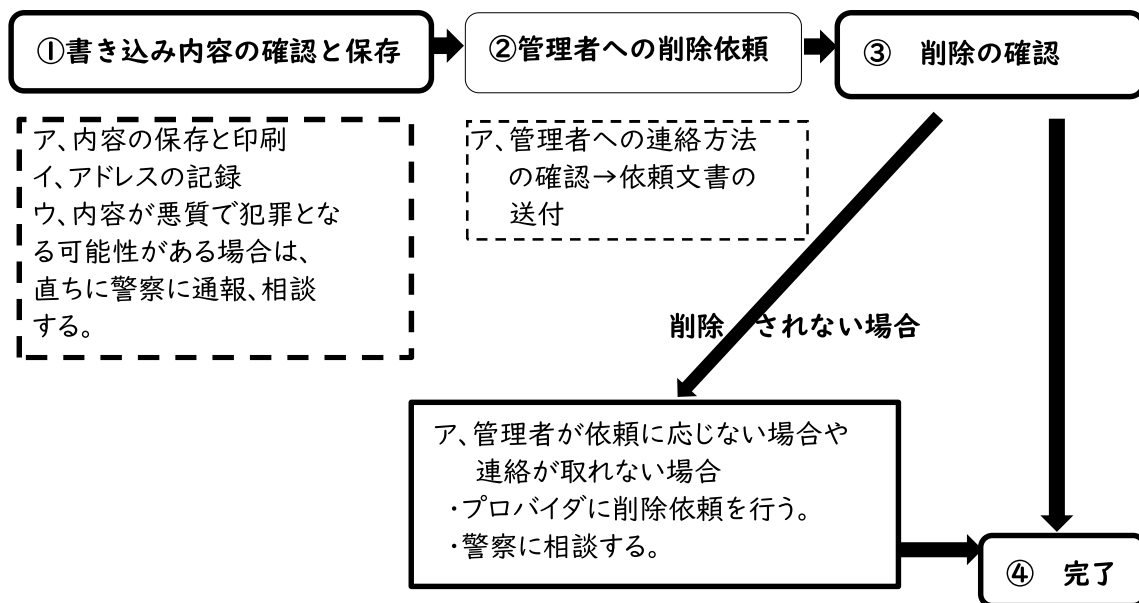 ①書き込み内容の確認と保存
②管理者への削除依頼
③　削除の確認
ア、内容の保存と印刷
イ、アドレスの記録
ウ、内容が悪質で犯罪とな
る可能性がある場合は、
直ちに警察に通報、相談
する。
ア、管理者への連絡方法
の確認→依頼文書の
送付
削除　されない場合
ア、管理者が依頼に応じない場合や
連絡が取れない場合
・プロバイダに削除依頼を行う。
・警察に相談する。
④　完了